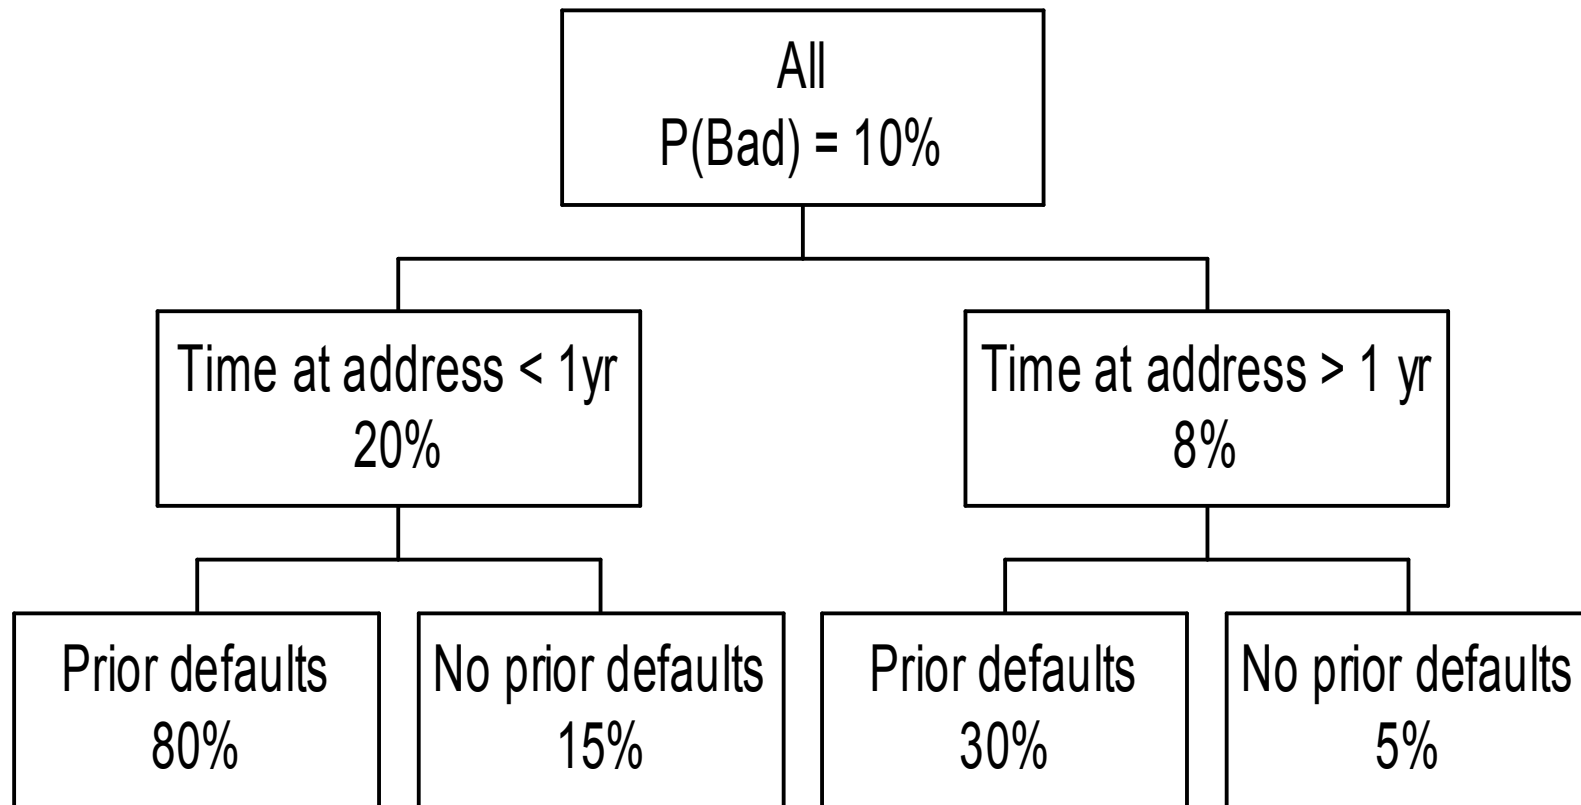 All
P(Bad) = 10%
Time at address < 1yr
20%
Time at address > 1 yr
8%
Prior defaults
80%
No prior defaults
15%
Prior defaults
30%
No prior defaults
5%